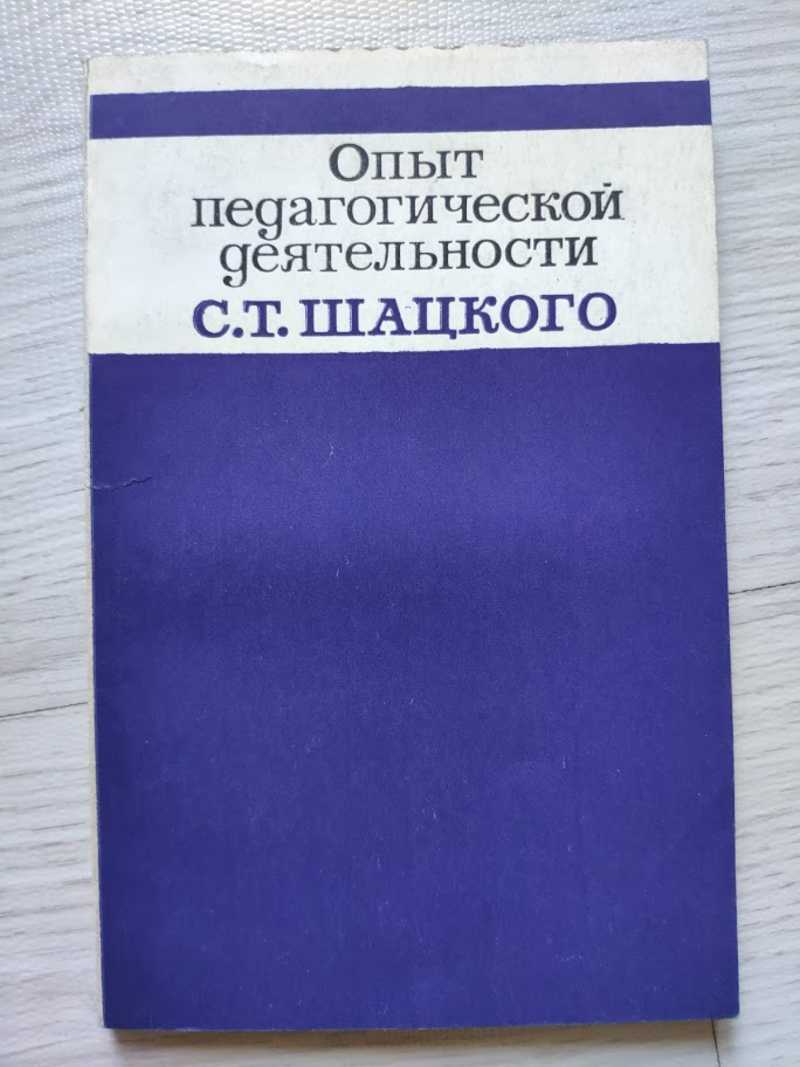 Опыт
педагогической
деятельности
С.Т. ШАЦКОГО